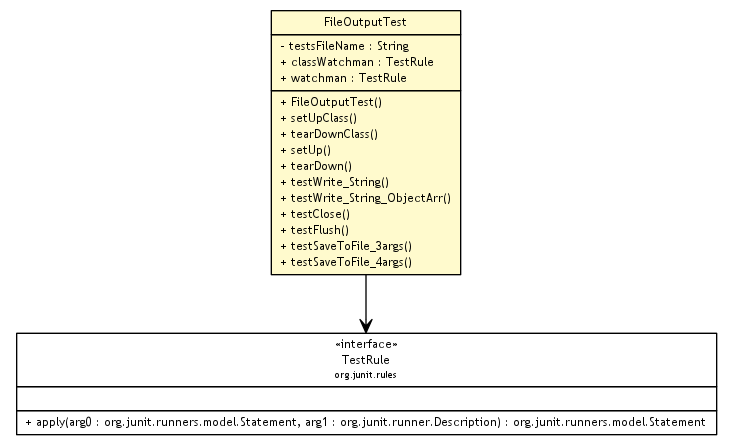 FileOutputTest
- testsFileName : String
+ classWatchman : TestRule
+ watchman : TestRule
+ FileOutputTest()
+ setUpClass()
+ tearDownClass()
+ setUp()
+ tearDown()
+ testWrite_String()
+ testWrite_String_ObjectArr()
+ testClose()
+ testFlush()
+ testSaveToFile_3args()
+ testSaveToFile_4args()
«interface»
TestRule
org.junit.rules
+ apply(arg0 : org.junit.runners.model.Statement, arg1 : org.junit.runner.Description) : org.junit.runners.model.Statement